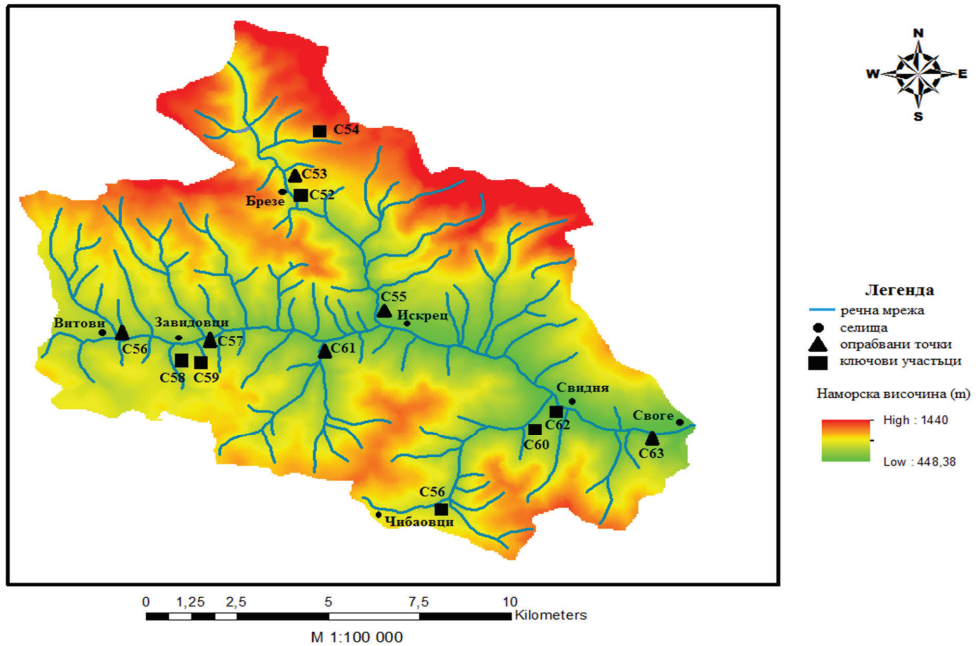 N
W E
S
C54
C53
C52
Брезе
C55
Искрец
Витови
C56
Завидовци
C57
C58 C59
C61
Свидня
C62
C60
Своге
C63
C56
Чибаовци
Легенда
речна мрежа
селища
опрабвани точки
ключови участъци
Наморска височина (m)
High : 1440
Low : 448,38
0 1,25 2,5 5 7,5 10
Kilometers
М 1:100 000